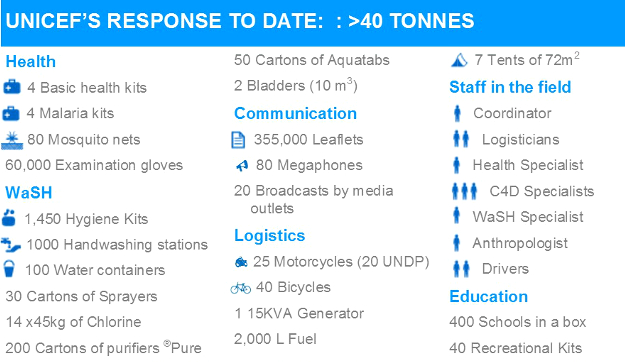 UNICEF'S RESPONSE TO DATE:  : >40 TONNES
Health
4 Basic health kits
4 Malaria kits
80 Mosquito nets
60,000 Examination gloves
WaSH
1,450 Hygiene Kits
1000 Handwashing stations
100 Water containers
30 Cartons of Sprayers
14 x45kg of Chlorine
200 Cartons of purifiers ®Pure
50 Cartons of Aquatabs
2 Bladders (10 m³)
Communication
355,000 Leaflets
80 Megaphones
20 Broadcasts by media
outlets
Logistics
25 Motorcycles (20 UNDP)
40 Bicycles
1 15KVA Generator
2,000 L Fuel
7 Tents of 72m²
Staff in the field
Coordinator
Logisticians
Health Specialist
C4D Specialists
WaSH Specialist
Anthropologist
Drivers
Education
400 Schools in a box
40 Recreational Kits